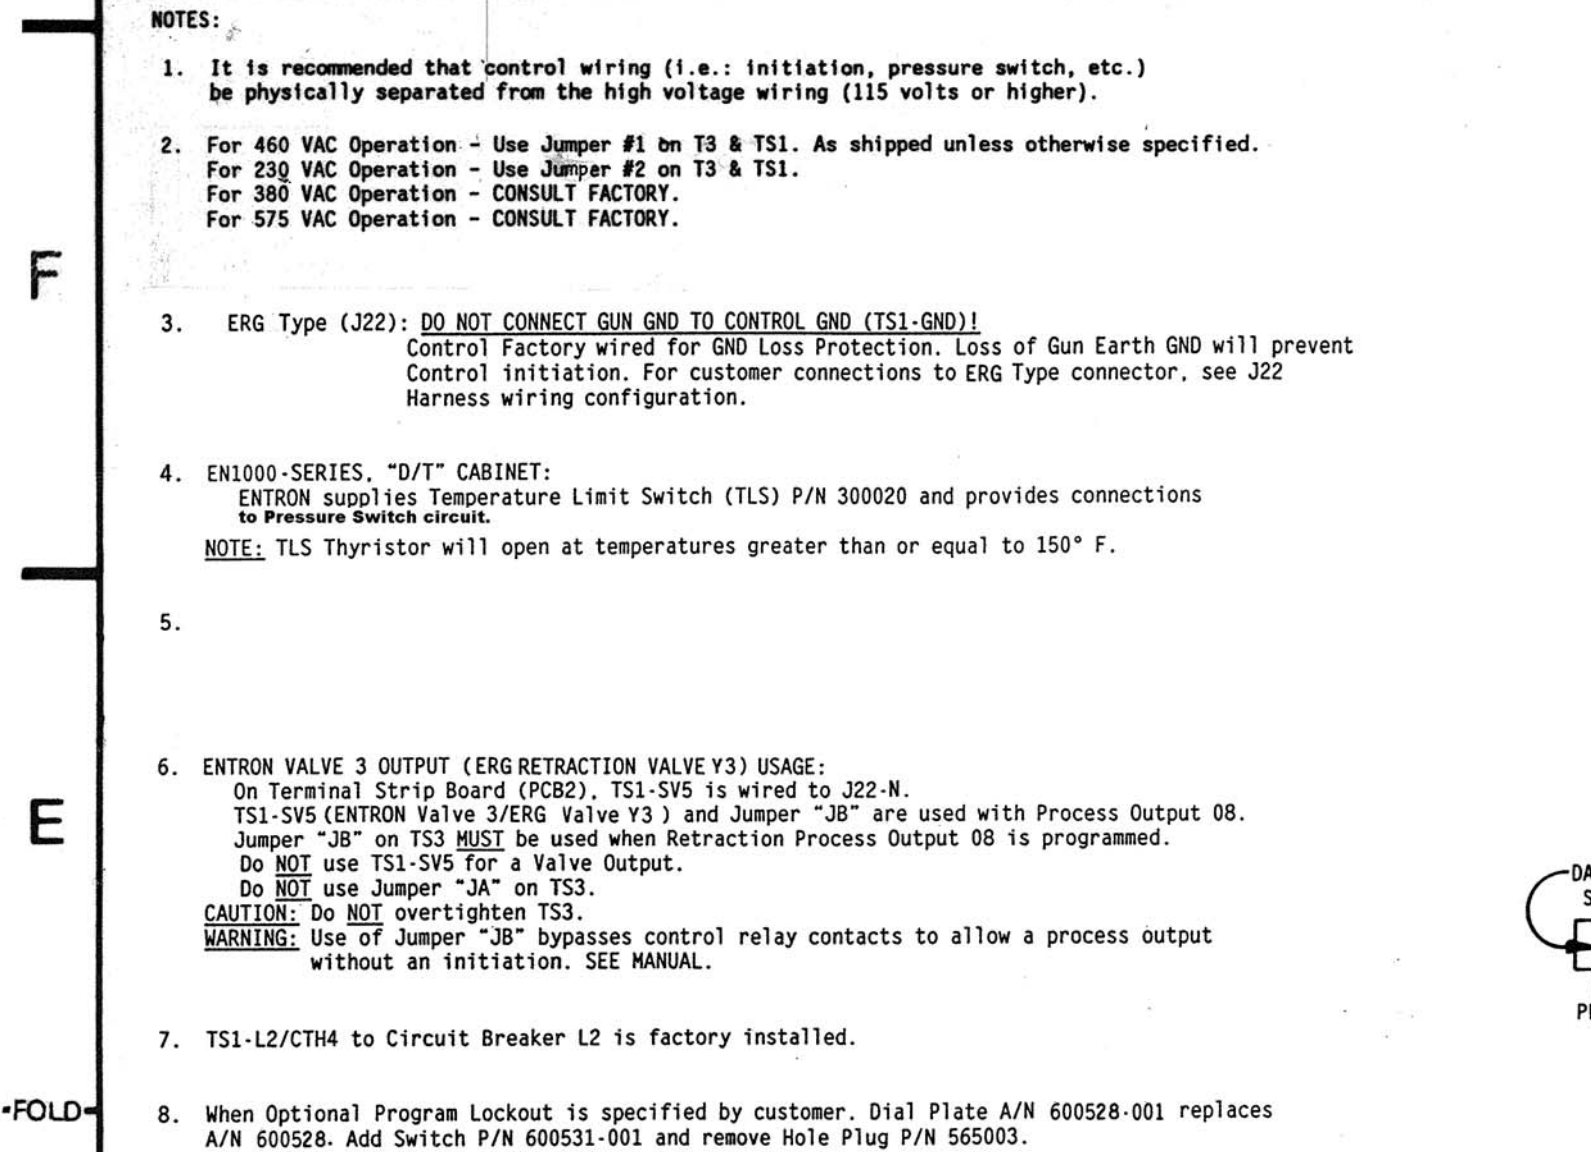 NOTES:
1. It is recommended that control wiring (i.e.: initiation, pressure switch, etc.)
be physically separated from the high voltage wiring (115 volts or higher).
2. For 460 VAC Operation - Use Jumper #1 on T3 & TS1. As shipped unless otherwise specified.
For 230 VAC Operation - Use Jumper #2 on T3 & TS1.
For 380 VAC Operation - CONSULT FACTORY.
For 575 VAC Operation - CONSULT FACTORY.
F
3. ERG Type (J22): DO NOT CONNECT GUN GND TO CONTROL GND (TS1-GND)!
Control Factory wired for GND Loss Protection. Loss of Gun Earth GND will prevent
Control initiation. For customer connections to ERG Type connector, see J22
Harness wiring configuration.
4. EN1000-SERIES, "D/T" CABINET:
ENTRON supplies Temperature Limit Switch (TLS) P/N 300020 and provides connections
to Pressure Switch circuit.
NOTE: TLS Thyristor will open at temperatures greater than or equal to 150° F.
5.
6. ENTRON VALVE 3 OUTPUT (ERG RETRACTION VALVE Y3) USAGE:
On Terminal Strip Board (PCB2), TS1-SV5 is wired to J22-N.
TS1-SV5 (ENTRON Valve 3/ERG Valve Y3 ) and Jumper "JB" are used with Process Output 08.
E
Jumper "JB" on TS3 MUST be used when Retraction Process Output 08 is programmed.
Do NOT use TS1-SV5 for a Valve Output.
Do NOT use Jumper "JA" on TS3.
CAUTION: Do NOT overtighten TS3.
WARNING: Use of Jumper "JB" bypasses control relay contacts to allow a process output
without an initiation. SEE MANUAL.
DA
S
P
7. TS1-L2/CTH4 to Circuit Breaker L2 is factory installed.
-FOLD-
8. When Optional Program Lockout is specified by customer. Dial Plate A/N 600528-001 replaces
A/N 600528. Add Switch P/N 600531-001 and remove Hole Plug P/N 565003.